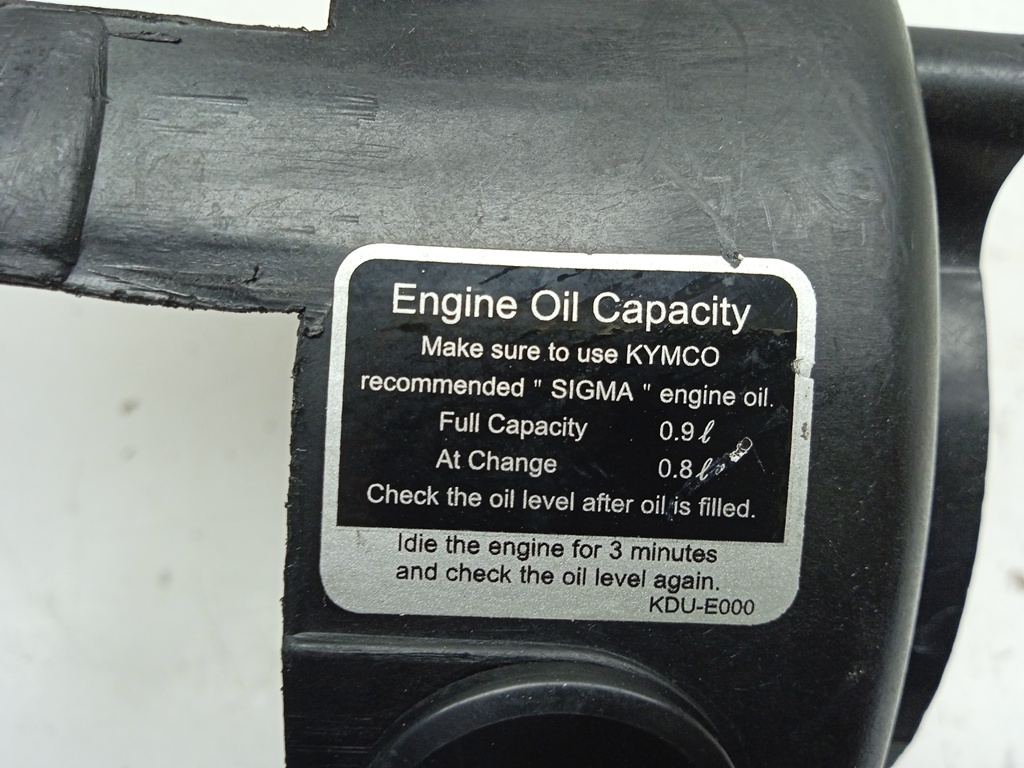 Engine Oil Capacity
Make sure to use KYMCO
recommended " SIGMA " engine oil.
Full Capacity 0.9 ℓ
At Change 0.8 ℓ
Check the oil level after oil is filled.
Idie the engine for 3 minutes
and check the oil level again.
KDU-E000